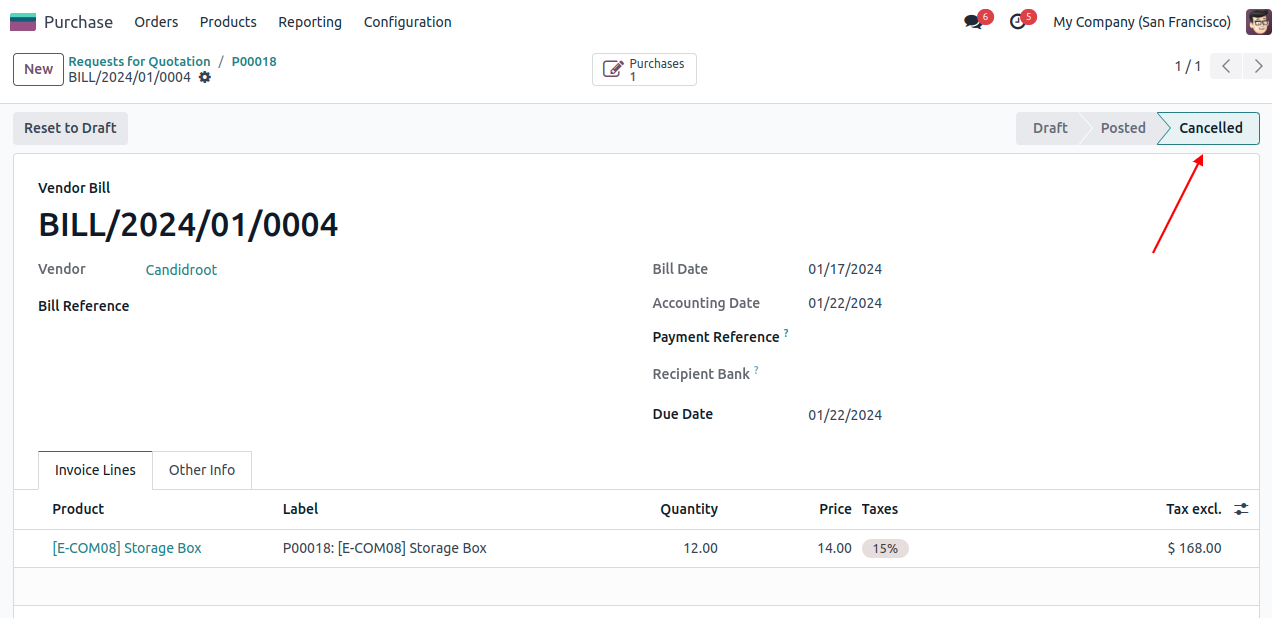 Purchase Orders Products Reporting Configuration 6 5 My Company (San Francisco)
New Requests for Quotation / P00018
BILL/2024/01/0004
Purchases
1
1 / 1
Reset to Draft Draft Posted Cancelled
Vendor Bill
BILL/2024/01/0004
Vendor Candidroot
Bill Reference
Bill Date 01/17/2024
Accounting Date 01/22/2024
Payment Reference ?
Recipient Bank ?
Due Date 01/22/2024
Invoice Lines Other Info
Product Label Quantity Price Taxes Tax excl.
[E-COM08] Storage Box P00018: [E-COM08] Storage Box 12.00 14.00 15% $ 168.00